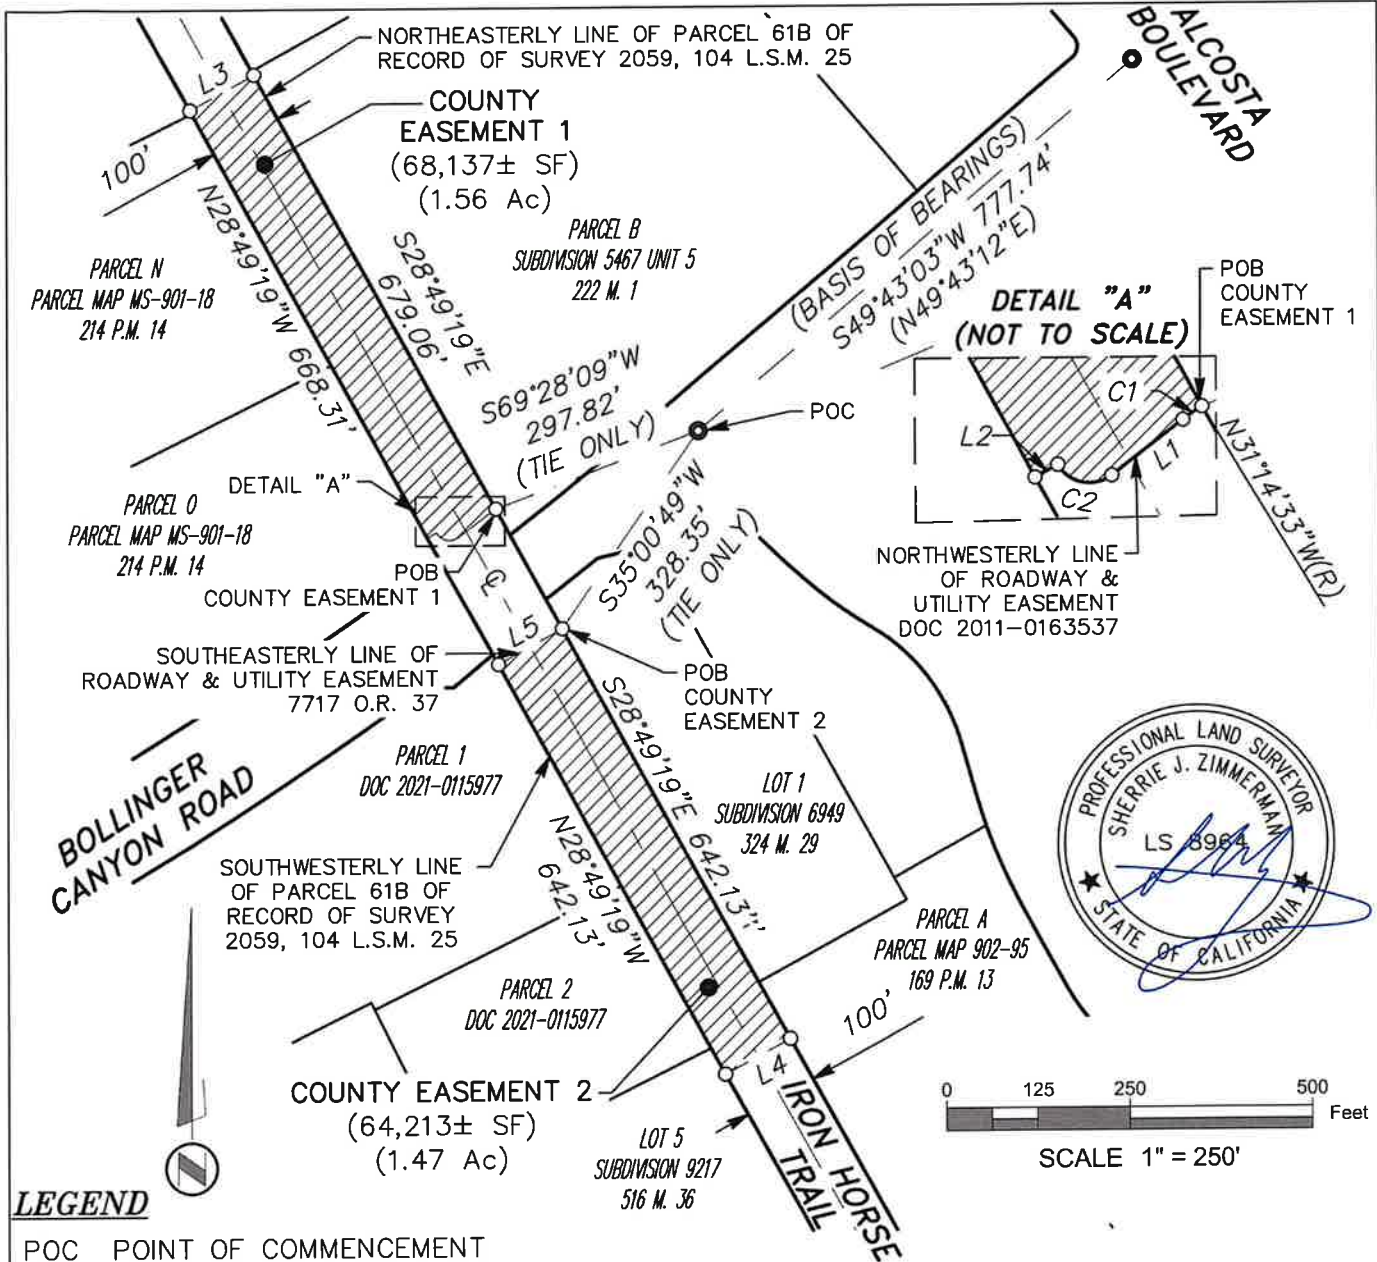 NORTHEASTERLY LINE OF PARCEL 61B OF
RECORD OF SURVEY 2059, 104 L.S.M. 25
ALCOSTA
BOULEVARD
L3
COUNTY
EASEMENT 1
(68,137± SF)
(1.56 Ac)
100'
N28°49'19"W 668.31'
S28°49'19"E
679.06'
PARCEL B
SUBDIVISION 5467 UNIT 5
222 M. 1
PARCEL N
PARCEL MAP MS-901-18
214 P.M. 14
(BASIS OF BEARINGS)
S49°43'03"W 777.74'
(N49°43'12"E)
DETAIL "A"
(NOT TO SCALE)
POB
COUNTY
EASEMENT 1
C1
L2
L1
C2
N31°14'33"W(R)
S69°28'09"W
297.82'
(TIE ONLY)
POC
DETAIL "A"
PARCEL O
PARCEL MAP MS-901-18
214 P.M. 14
S35°00'49"W
328.35'
(TIE ONLY)
NORTHWESTERLY LINE
OF ROADWAY &
UTILITY EASEMENT
DOC 2011-0163537
POB
COUNTY EASEMENT 1
CL
L5
SOUTHEASTERLY LINE OF
ROADWAY & UTILITY EASEMENT
7717 O.R. 37
POB
COUNTY
EASEMENT 2
S28°49'19"E 642.13'
PARCEL 1
DOC 2021-0115977
LOT 1
SUBDIVISION 6949
324 M. 29
BOLLINGER
CANYON ROAD
N28°49'19"W
642.13'
SOUTHWESTERLY LINE
OF PARCEL 61B OF
RECORD OF SURVEY
2059, 104 L.S.M. 25
PROFESSIONAL LAND SURVEYOR
SHERRIE J. ZIMMERMAN
LS 8964
STATE OF CALIFORNIA
PARCEL A
PARCEL MAP 902-95
169 P.M. 13
PARCEL 2
DOC 2021-0115977
100'
L4
COUNTY EASEMENT 2
(64,213± SF)
(1.47 Ac)
IRON HORSE
TRAIL
LOT 5
SUBDIVISION 9217
516 M. 36
0 125 250 500
Feet
SCALE 1" = 250'
LEGEND
POC POINT OF COMMENCEMENT